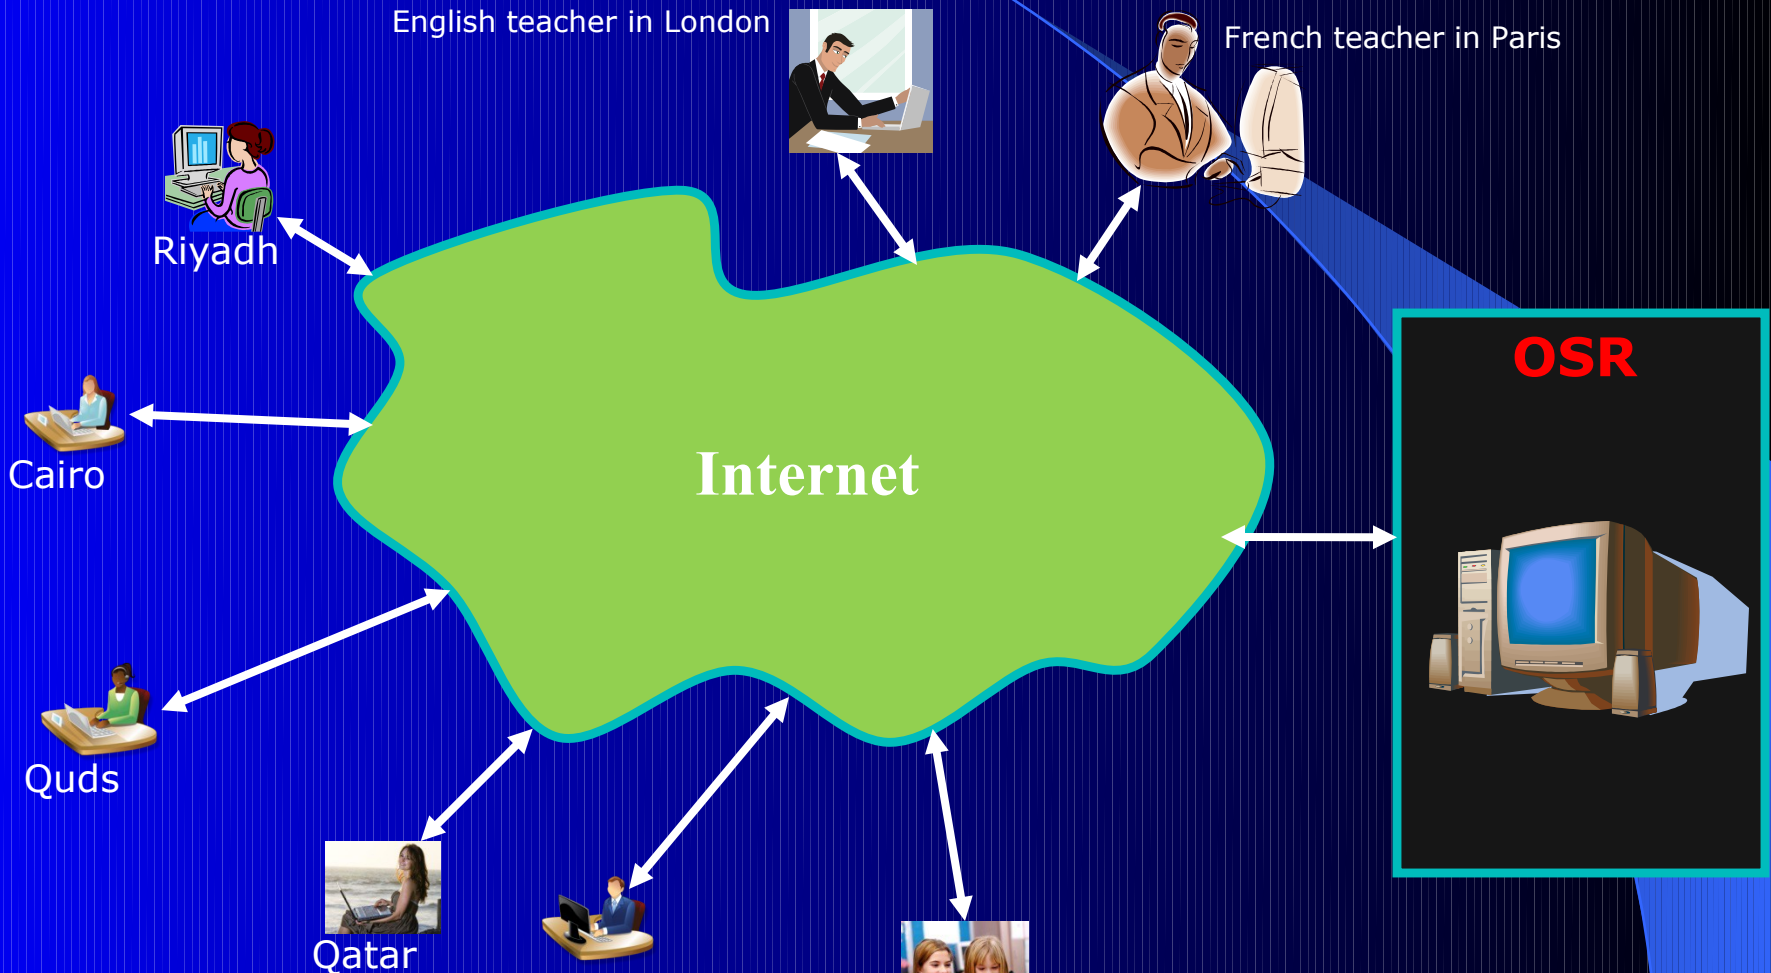 English teacher in London
French teacher in Paris
Riyadh
OSR
Cairo
Internet
Quds
Qatar